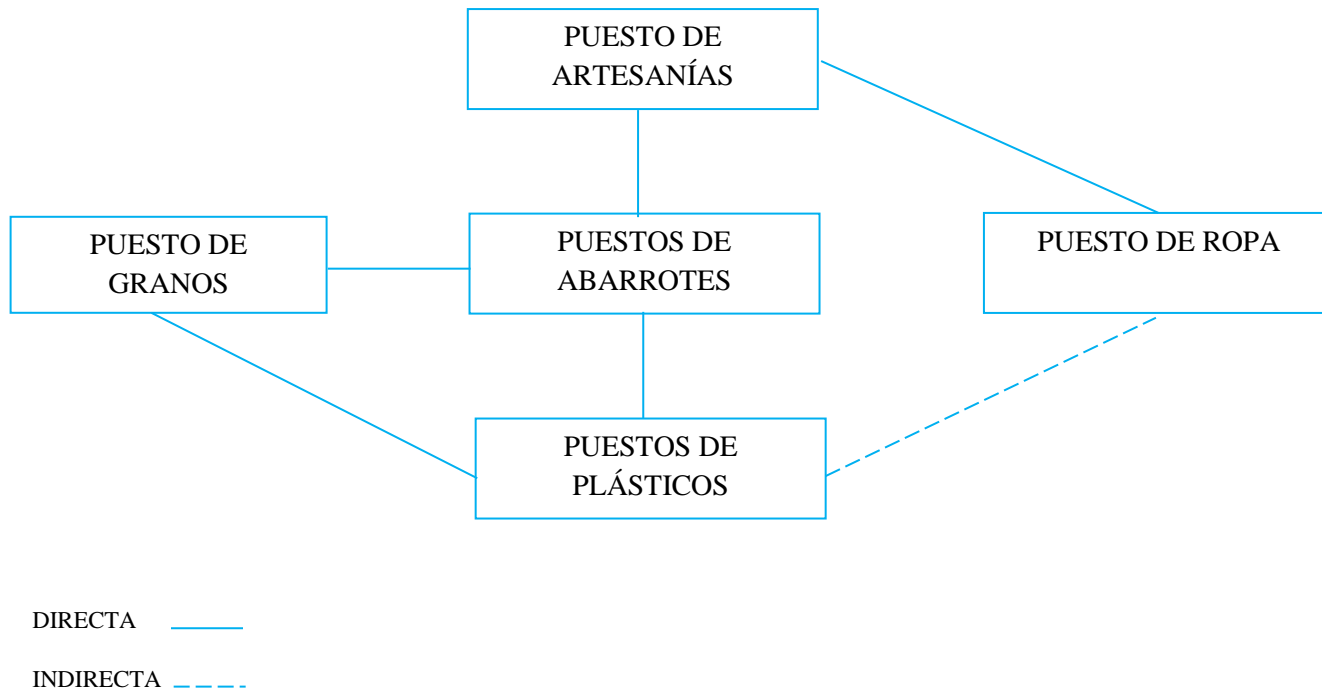 PUESTO DE
ARTESANÍAS
PUESTO DE
GRANOS
PUESTOS DE
ABARROTES
PUESTO DE ROPA
PUESTOS DE
PLÁSTICOS
DIRECTA
INDIRECTA